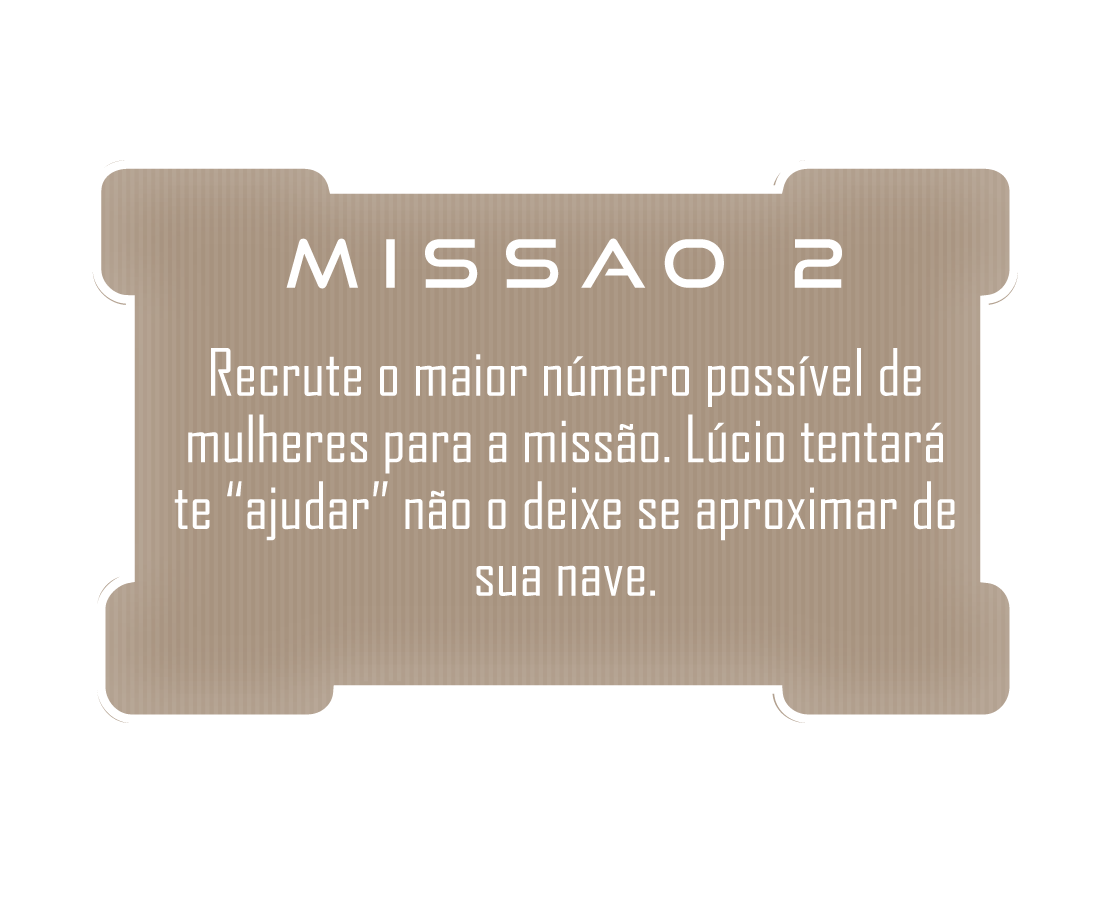 MISSAO 2
Recrute o maior número possível de
mulheres para a missão. Lúcio tentará
te “ajudar” não o deixe se aproximar de
sua nave.